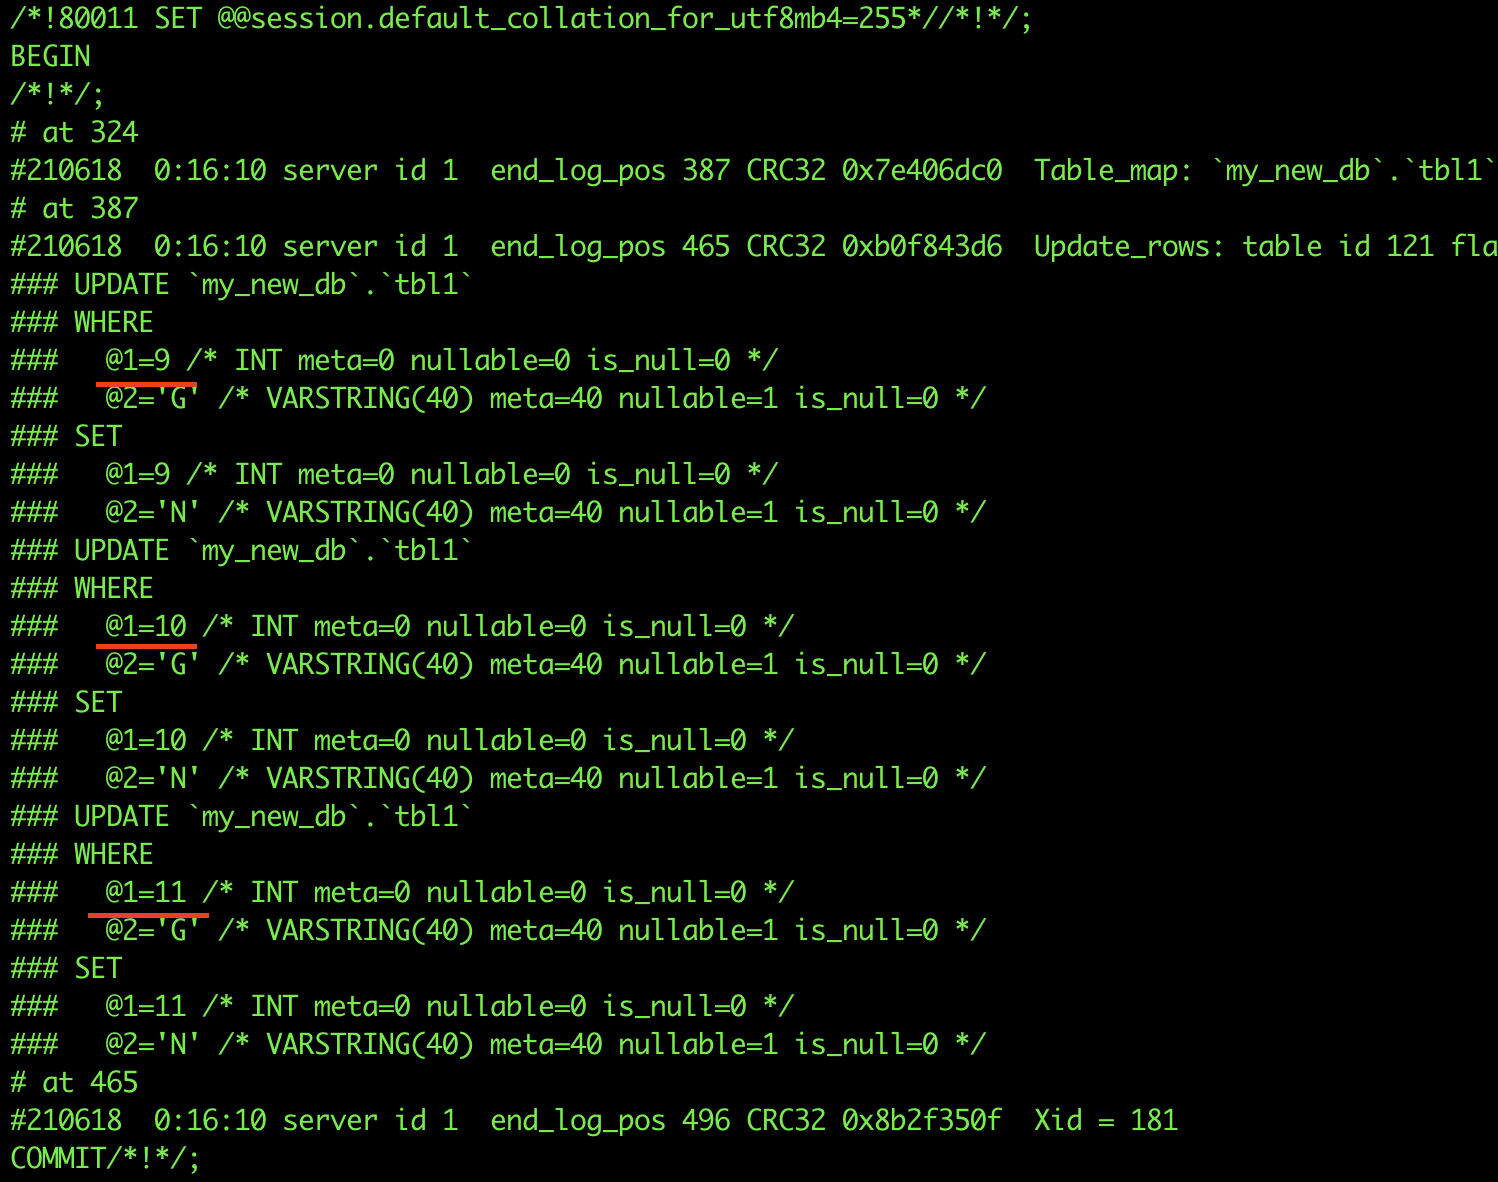 /*!80011 SET @@session.default_collation_for_utf8mb4=255*//*!*/;
BEGIN
/*!*/;
# at 324
#210618  0:16:10 server id 1  end_log_pos 387 CRC32 0x7e406dc0  Table_map: `my_new_db`.`tbl1`
# at 387
#210618  0:16:10 server id 1  end_log_pos 465 CRC32 0xb0f843d6  Update_rows: table id 121 fla
### UPDATE `my_new_db`.`tbl1`
### WHERE
###   @1=9 /* INT meta=0 nullable=0 is_null=0 */
###   @2='G' /* VARSTRING(40) meta=40 nullable=1 is_null=0 */
### SET
###   @1=9 /* INT meta=0 nullable=0 is_null=0 */
###   @2='N' /* VARSTRING(40) meta=40 nullable=1 is_null=0 */
### UPDATE `my_new_db`.`tbl1`
### WHERE
###   @1=10 /* INT meta=0 nullable=0 is_null=0 */
###   @2='G' /* VARSTRING(40) meta=40 nullable=1 is_null=0 */
### SET
###   @1=10 /* INT meta=0 nullable=0 is_null=0 */
###   @2='N' /* VARSTRING(40) meta=40 nullable=1 is_null=0 */
### UPDATE `my_new_db`.`tbl1`
### WHERE
###   @1=11 /* INT meta=0 nullable=0 is_null=0 */
###   @2='G' /* VARSTRING(40) meta=40 nullable=1 is_null=0 */
### SET
###   @1=11 /* INT meta=0 nullable=0 is_null=0 */
###   @2='N' /* VARSTRING(40) meta=40 nullable=1 is_null=0 */
# at 465
#210618  0:16:10 server id 1  end_log_pos 496 CRC32 0x8b2f350f  Xid = 181
COMMIT/*!*/;